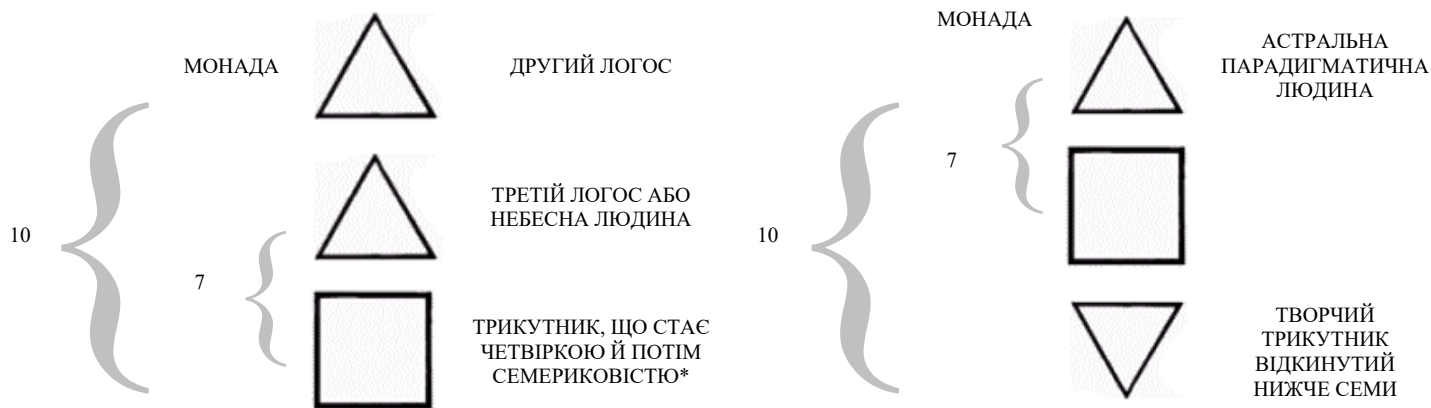 МОНАДА
ДРУГИЙ ЛОГОС
ТРЕТІЙ ЛОГОС АБО
НЕБЕСНА ЛЮДИНА
10
7
ТРИКУТНИК, ЩО СТАЄ
ЧЕТВІРКОЮ Й ПОТІМ
СЕМЕРИКОВІСТЮ*
МОНАДА
АСТРАЛЬНА
ПАРАДИГМАТИЧНА
ЛЮДИНА
7
10
ТВОРЧИЙ
ТРИКУТНИК
ВІДКИНУТИЙ
НИЖЧЕ СЕМИ